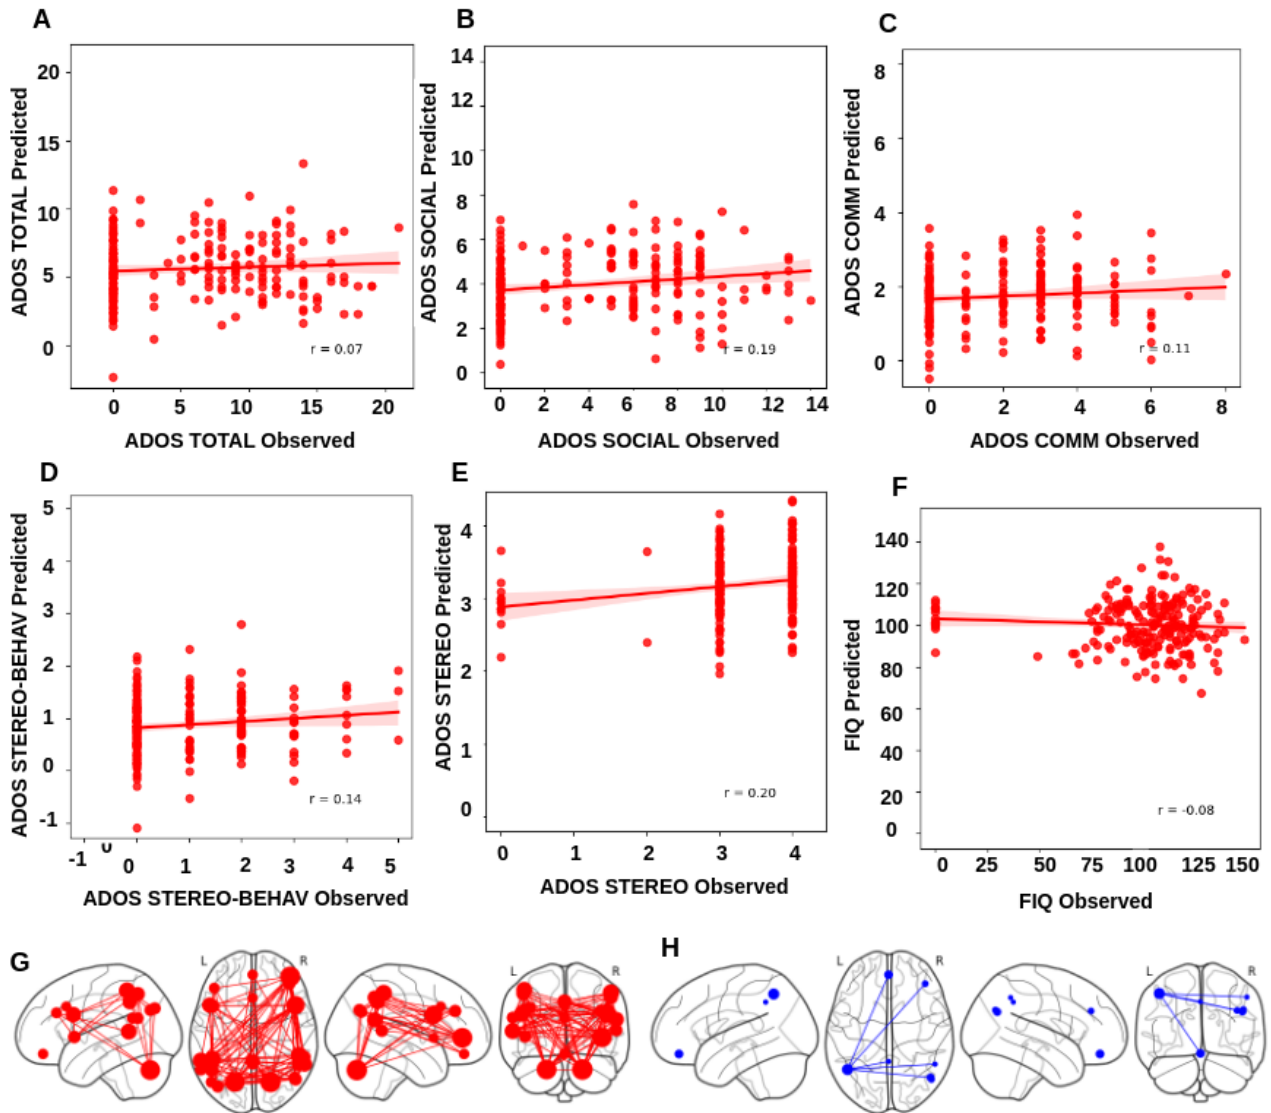 A
B
C
20
15
10
5
0
ADOS TOTAL Predicted
r = 0.07
0 5 10 15 20
ADOS TOTAL Observed
14
12
10
8
6
4
2
0
ADOS SOCIAL Predicted
r = 0.19
0 2 4 6 8 10 12 14
ADOS SOCIAL Observed
8
6
4
2
0
ADOS COMM Predicted
r = 0.11
0 2 4 6 8
ADOS COMM Observed
D
E
F
5
4
3
2
1
0
-1
ADOS STEREO-BEHAV Predicted
r = 0.14
-1 0 1 2 3 4 5
ADOS STEREO-BEHAV Observed
4
3
2
1
0
ADOS STEREO Predicted
r = 0.20
0 1 2 3 4
ADOS STEREO Observed
140
120
100
80
60
40
20
0
FIQ Predicted
r = -0.08
0 25 50 75 100 125 150
FIQ Observed
G
L R
L R
H
L R
L R